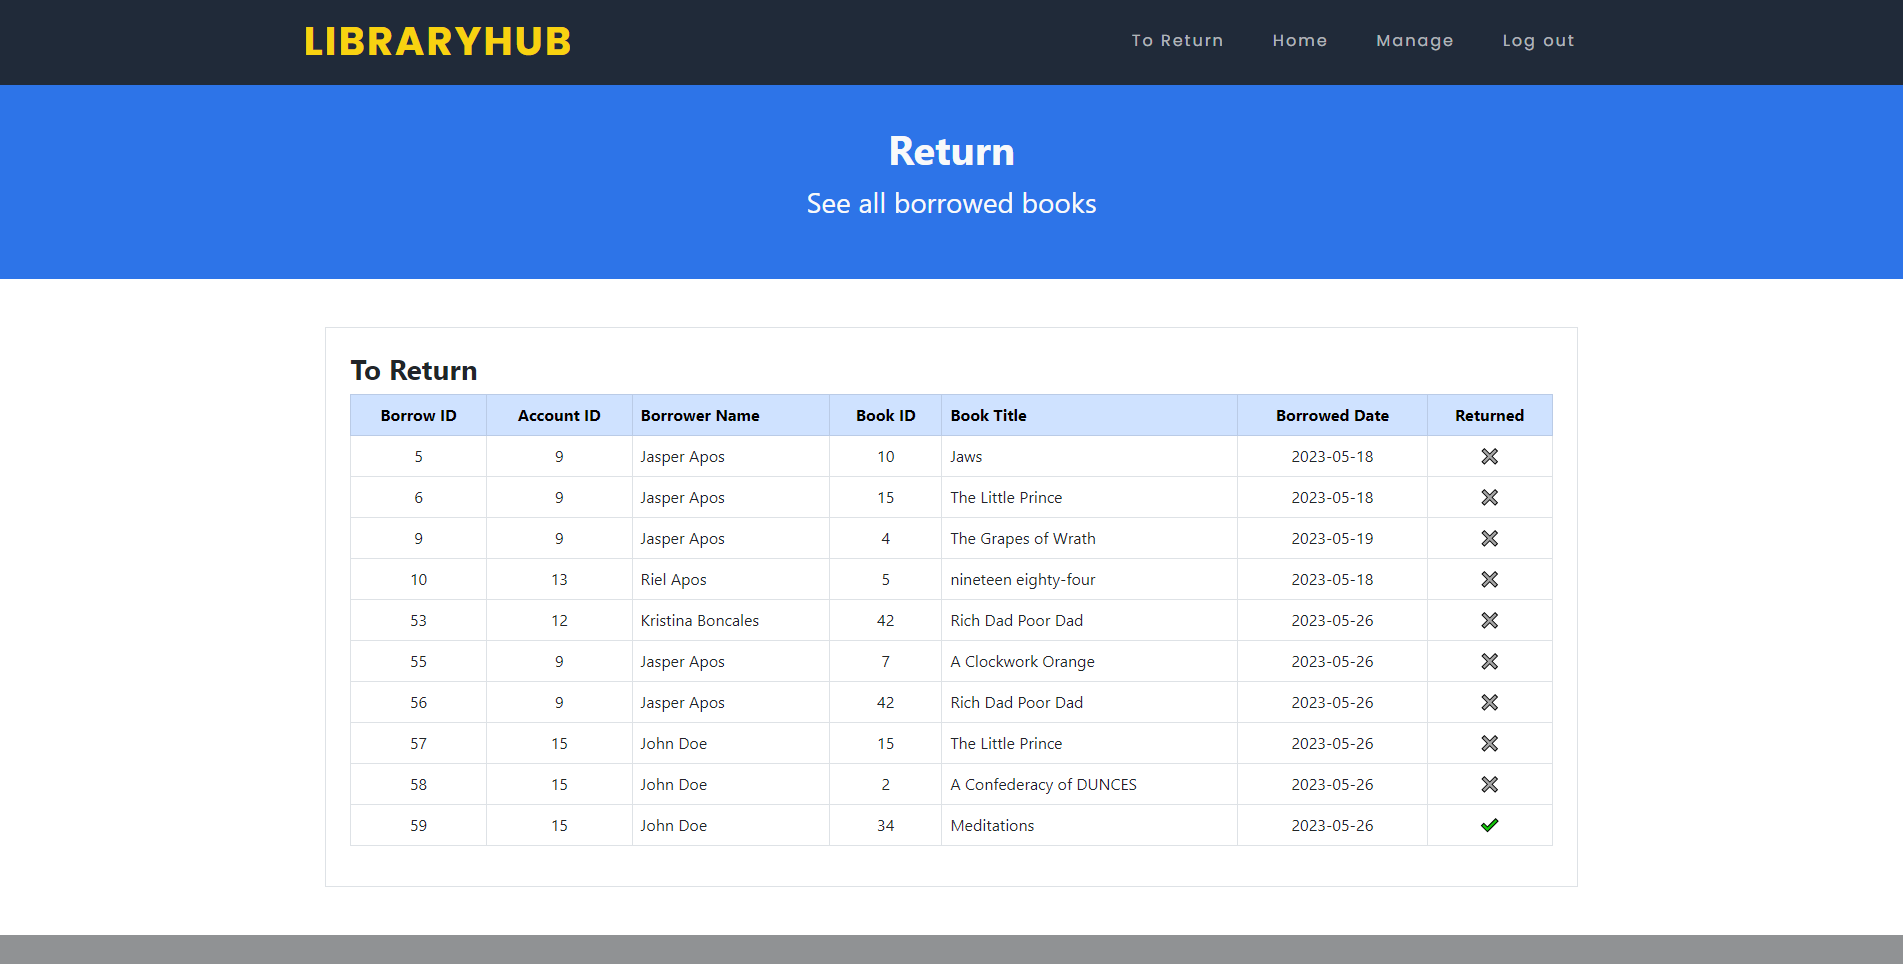 LIBRARYHUB To Return Home Manage Log out
Return
See all borrowed books
To Return
Borrow ID Account ID Borrower Name Book ID Book Title Borrowed Date Returned
5 9 Jasper Apos 10 Jaws 2023-05-18
6 9 Jasper Apos 15 The Little Prince 2023-05-18
9 9 Jasper Apos 4 The Grapes of Wrath 2023-05-19
10 13 Riel Apos 5 nineteen eighty-four 2023-05-18
53 12 Kristina Boncales 42 Rich Dad Poor Dad 2023-05-26
55 9 Jasper Apos 7 A Clockwork Orange 2023-05-26
56 9 Jasper Apos 42 Rich Dad Poor Dad 2023-05-26
57 15 John Doe 15 The Little Prince 2023-05-26
58 15 John Doe 2 A Confederacy of DUNCES 2023-05-26
59 15 John Doe 34 Meditations 2023-05-26